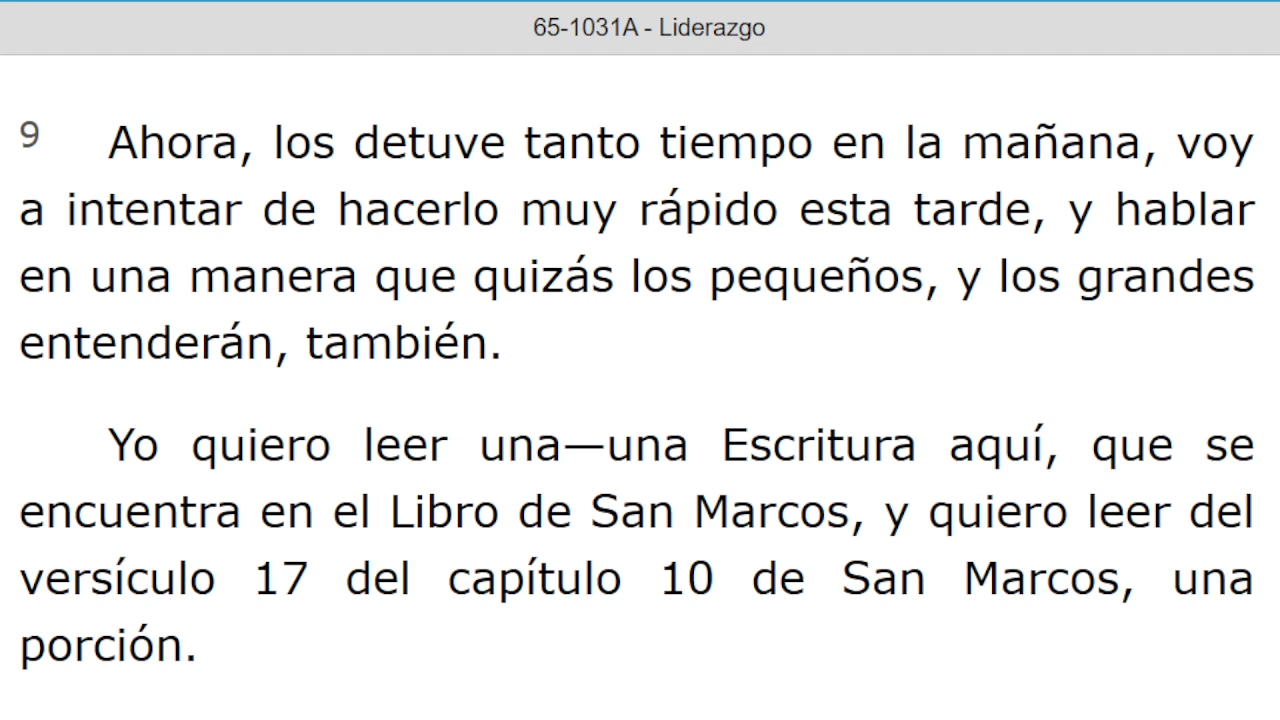 65-1031A - Liderazgo
9 Ahora, los detuve tanto tiempo en la mañana, voy
a intentar de hacerlo muy rápido esta tarde, y hablar
en una manera que quizás los pequeños, y los grandes
entenderán, también.
Yo quiero leer una—una Escritura aquí, que se
encuentra en el Libro de San Marcos, y quiero leer del
versículo 17 del capítulo 10 de San Marcos, una
porción.